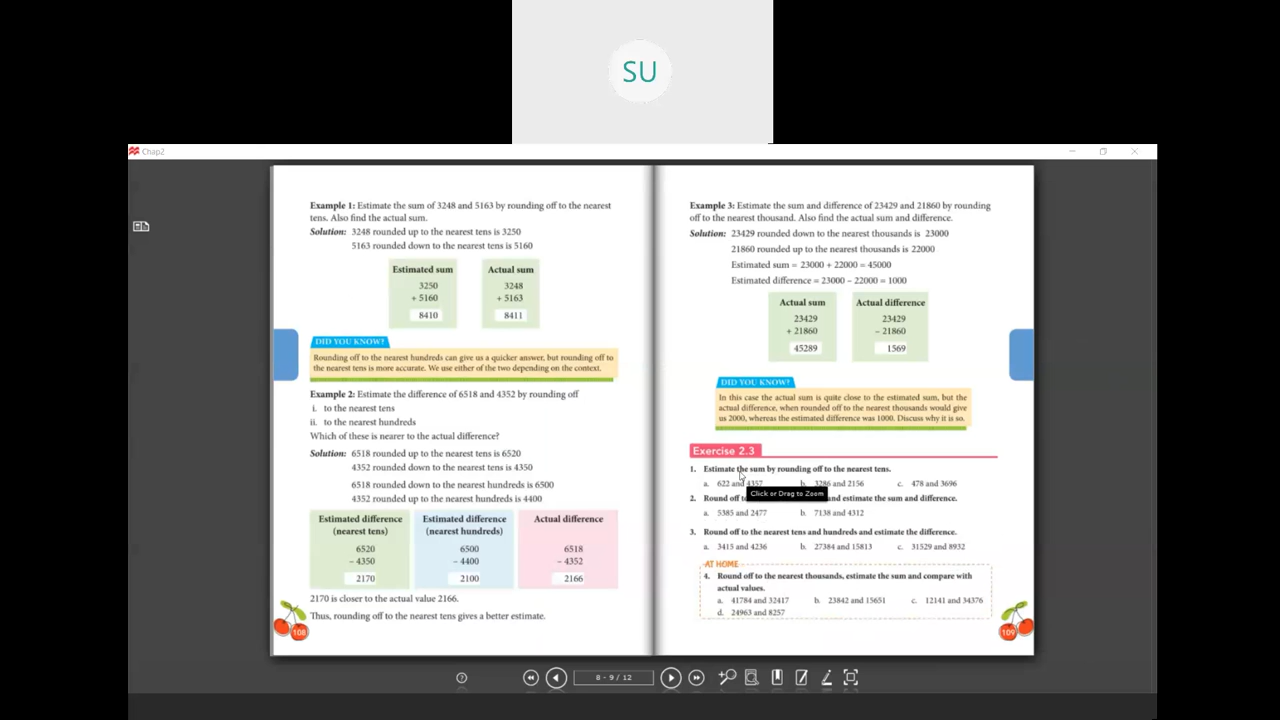 SU
Chap2
Example 1: Estimate the sum of 3248 and 5163 by rounding off to the nearest
tens. Also find the actual sum.
Solution: 3248 rounded up to the nearest tens is 3250
5163 rounded down to the nearest tens is 5160
Estimated sum
3250
+ 5160
8410
Actual sum
3248
+ 5163
8411
DID YOU KNOW?
Rounding off to the nearest hundreds can give us a quicker answer, but rounding off to
the nearest tens is more accurate. We use either of the two depending on the context.
Example 2: Estimate the difference of 6518 and 4352 by rounding off
i. to the nearest tens
ii. to the nearest hundreds
Which of these is nearer to the actual difference?
Solution: 6518 rounded up to the nearest tens is 6520
4352 rounded down to the nearest tens is 4350
6518 rounded down to the nearest hundreds is 6500
4352 rounded up to the nearest hundreds is 4400
Estimated difference
(nearest tens)
6520
– 4350
2170
Estimated difference
(nearest hundreds)
6500
– 4400
2100
Actual difference
6518
– 4352
2166
2170 is closer to the actual value 2166.
Thus, rounding off to the nearest tens gives a better estimate.
108
Example 3: Estimate the sum and difference of 23429 and 21860 by rounding
off to the nearest thousand. Also find the actual sum and difference.
Solution: 23429 rounded down to the nearest thousands is 23000
21860 rounded up to the nearest thousands is 22000
Estimated sum = 23000 + 22000 = 45000
Estimated difference = 23000 – 22000 = 1000
Actual sum
23429
+ 21860
45289
Actual difference
23429
– 21860
1569
DID YOU KNOW?
In this case the actual sum is quite close to the estimated sum, but the
actual difference, when rounded off to the nearest thousands would give
us 2000, whereas the estimated difference was 1000. Discuss why it is so.
Exercise 2.3
1. Estimate the sum by rounding off to the nearest tens.
a. 622 and 4357 b. 3286 and 2156 c. 478 and 3696
Click or Drag to Zoom
2. Round off to and estimate the sum and difference.
a. 5385 and 2477 b. 7138 and 4312
3. Round off to the nearest tens and hundreds and estimate the difference.
a. 3415 and 4236 b. 27384 and 15813 c. 31529 and 8932
AT HOME
4. Round off to the nearest thousands, estimate the sum and compare with
actual values.
a. 41784 and 32417 b. 23842 and 15651 c. 12141 and 34376
d. 24963 and 8257
109
8 - 9 / 12